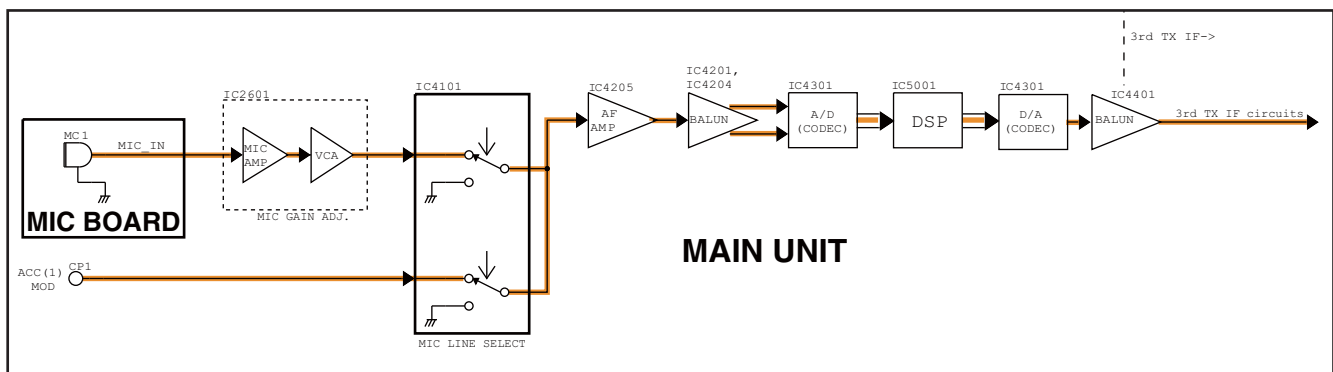 3rd TX IF->
IC4201,
IC4204
IC2601
IC4101
IC4205
IC4301
IC5001
IC4301
IC4401
MC1
MIC_IN
MIC
AMP
VCA
AF
AMP
BALUN
A/D
(CODEC)
DSP
D/A
(CODEC)
BALUN
3rd TX IF circuits
MIC BOARD
MIC GAIN ADJ.
MAIN UNIT
ACC(1)
MOD
CP1
MIC LINE SELECT